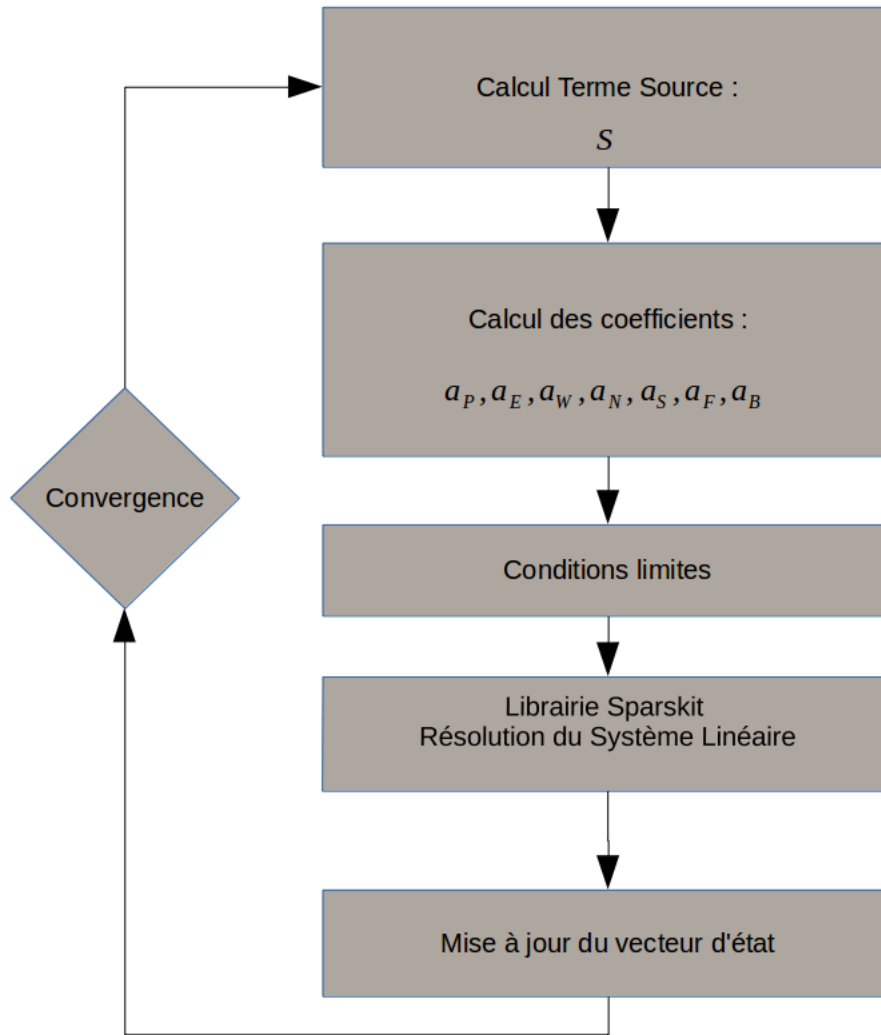 Calcul Terme Source :
S
Calcul des coefficients :
a_P, a_E, a_W, a_N, a_S, a_F, a_B
Convergence
Conditions limites
Librairie Sparskit
Résolution du Système Linéaire
Mise à jour du vecteur d'état